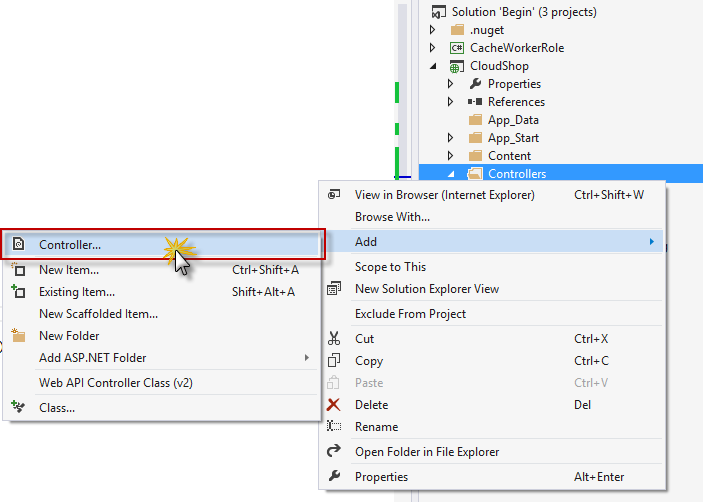 Solution 'Begin' (3 projects)
.nuget
C# CacheWorkerRole
CloudShop
Properties
References
App_Data
App_Start
Content
Controllers
View in Browser (Internet Explorer) Ctrl+Shift+W
Browse With...
Add
Scope to This
New Solution Explorer View
Exclude From Project
Cut Ctrl+X
Copy Ctrl+C
Paste Ctrl+V
Delete Del
Rename
Open Folder in File Explorer
Properties Alt+Enter
Controller...
New Item... Ctrl+Shift+A
Existing Item... Shift+Alt+A
New Scaffolded Item...
New Folder
Add ASP.NET Folder
Web API Controller Class (v2)
Class...